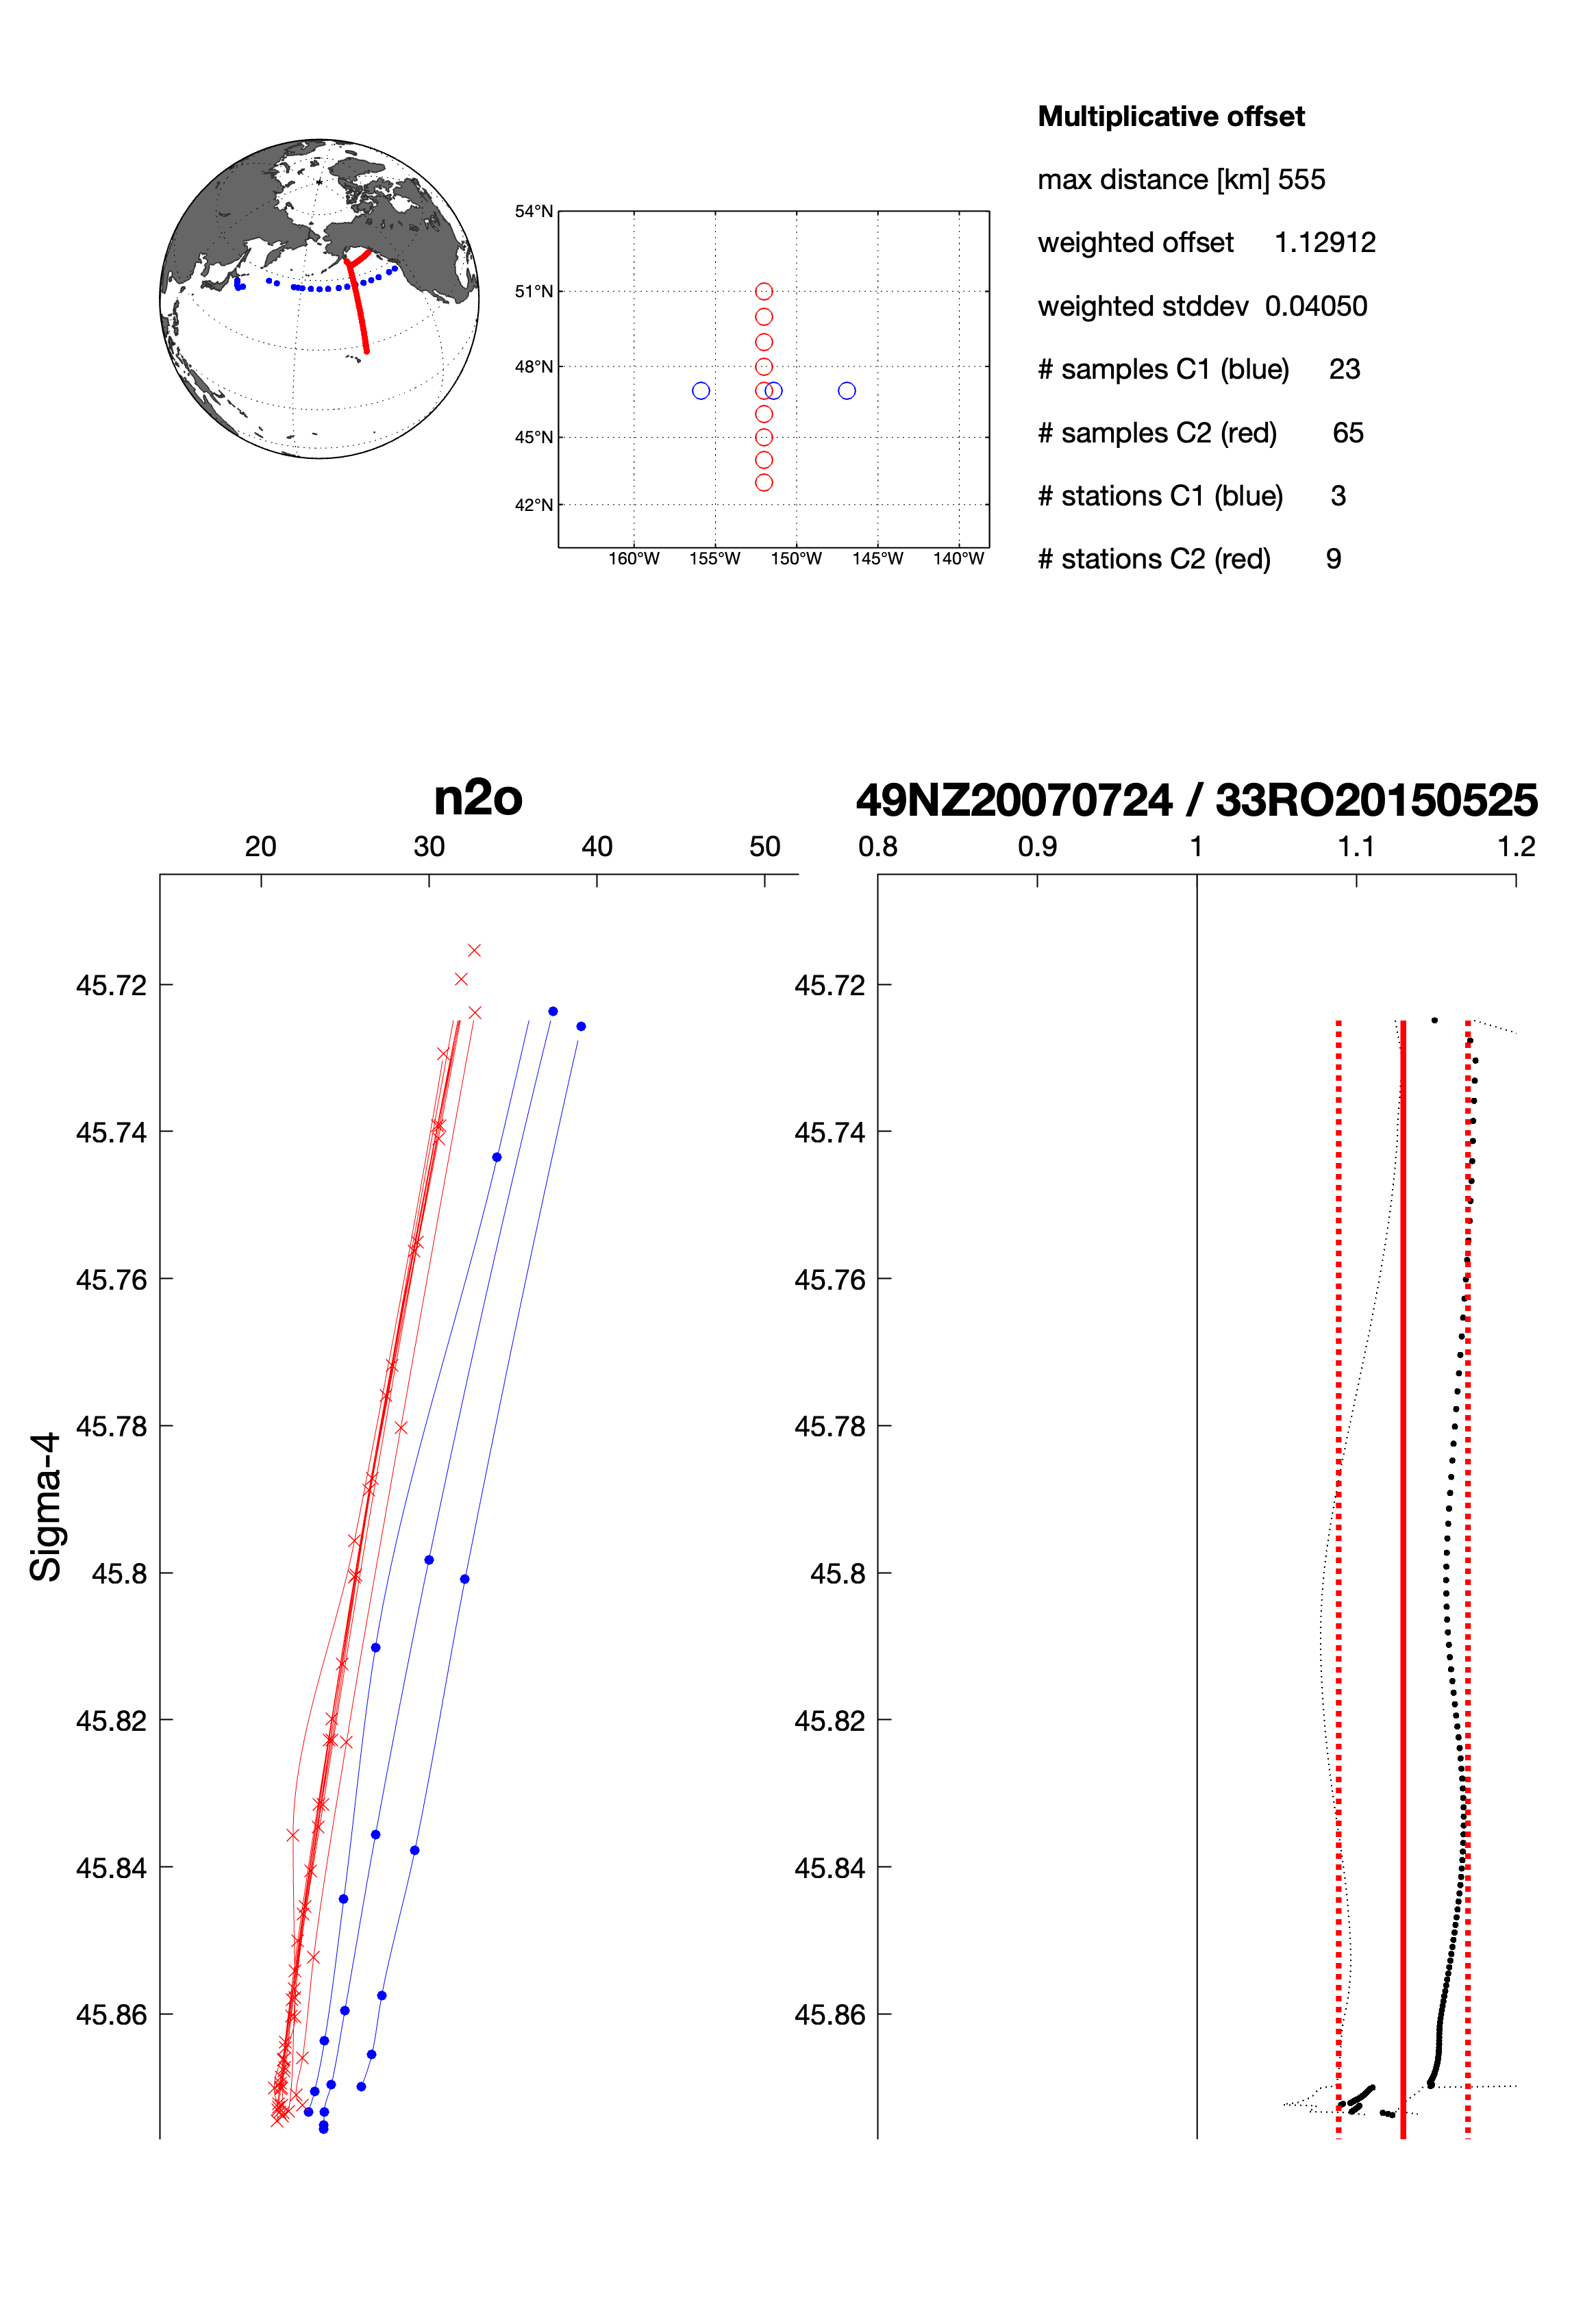 Multiplicative offset
max distance [km] 555
weighted offset 1.12912
weighted stddev 0.04050
# samples C1 (blue) 23
# samples C2 (red) 65
# stations C1 (blue) 3
# stations C2 (red) 9
54°N
51°N
48°N
45°N
42°N
160°W 155°W 150°W 145°W 140°W
n2o
20 30 40 50
45.72
45.74
45.76
45.78
45.8
45.82
45.84
45.86
Sigma-4
49NZ20070724 / 33RO20150525
0.8 0.9 1 1.1 1.2
45.72
45.74
45.76
45.78
45.8
45.82
45.84
45.86